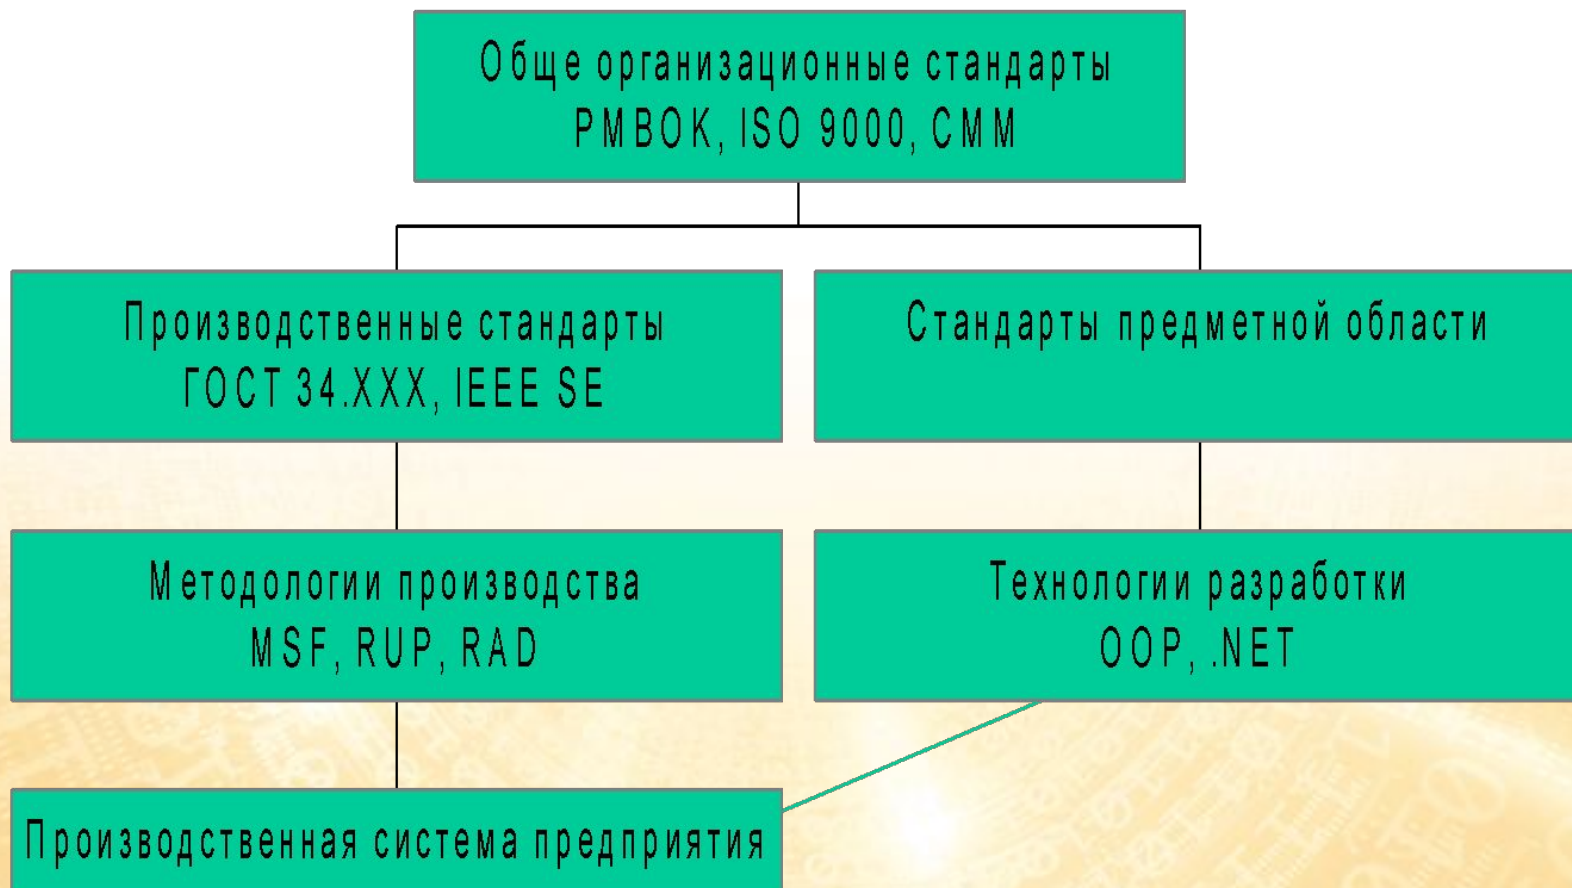 Обще организационные стандарты
PMBOK, ISO 9000, CMM
Производственные стандарты
ГОСТ 34.XXX, IEEE SE
Стандарты предметной области
Методологии производства
MSF, RUP, RAD
Технологии разработки
OOP, .NET
Производственная система предприятия